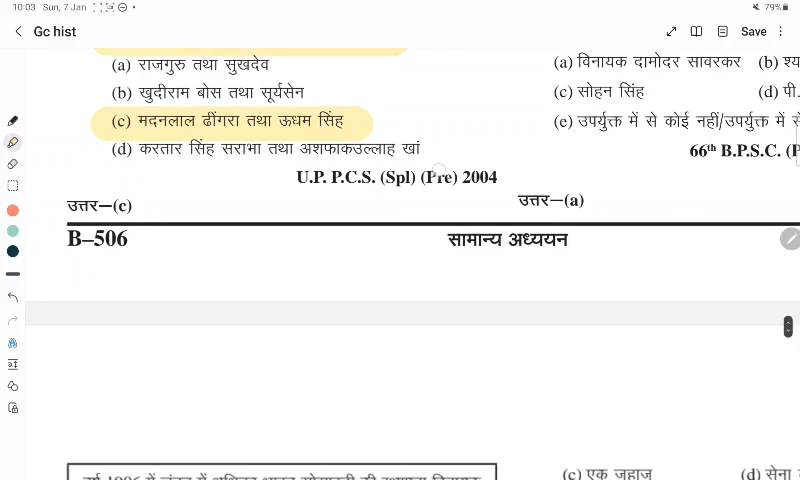 10:03 Sun, 7 Jan
79%
Gc hist
Save
(a) राजगुरु तथा सुखदेव
(b) खुदीराम बोस तथा सूर्यसेन
(c) मदनलाल ढींगरा तथा ऊधम सिंह
(d) करतार सिंह सराभा तथा अशफाकउल्लाह खां
U.P. P.C.S. (Spl) (Pre) 2004
उत्तर—(c)
(a) विनायक दामोदर सावरकर (b) श्य
(c) सोहन सिंह (d) पी.
(e) उपर्युक्त में से कोई नहीं/उपर्युक्त में से
66th B.P.S.C. (P
उत्तर—(a)
B–506 सामान्य अध्ययन
(c) एक जहाज (d) सेना